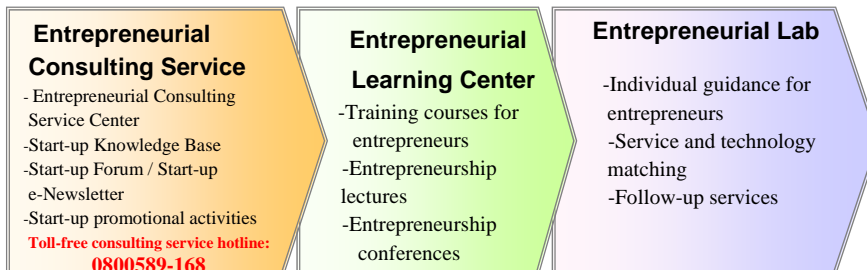 Entrepreneurial
Consulting Service
- Entrepreneurial Consulting
Service Center
-Start-up Knowledge Base
-Start-up Forum / Start-up
e-Newsletter
-Start-up promotional activities
Toll-free consulting service hotline:
0800589-168
Entrepreneurial
Learning Center
-Training courses for
entrepreneurs
-Entrepreneurship
lectures
-Entrepreneurship
conferences
Entrepreneurial Lab
-Individual guidance for
entrepreneurs
-Service and technology
matching
-Follow-up services